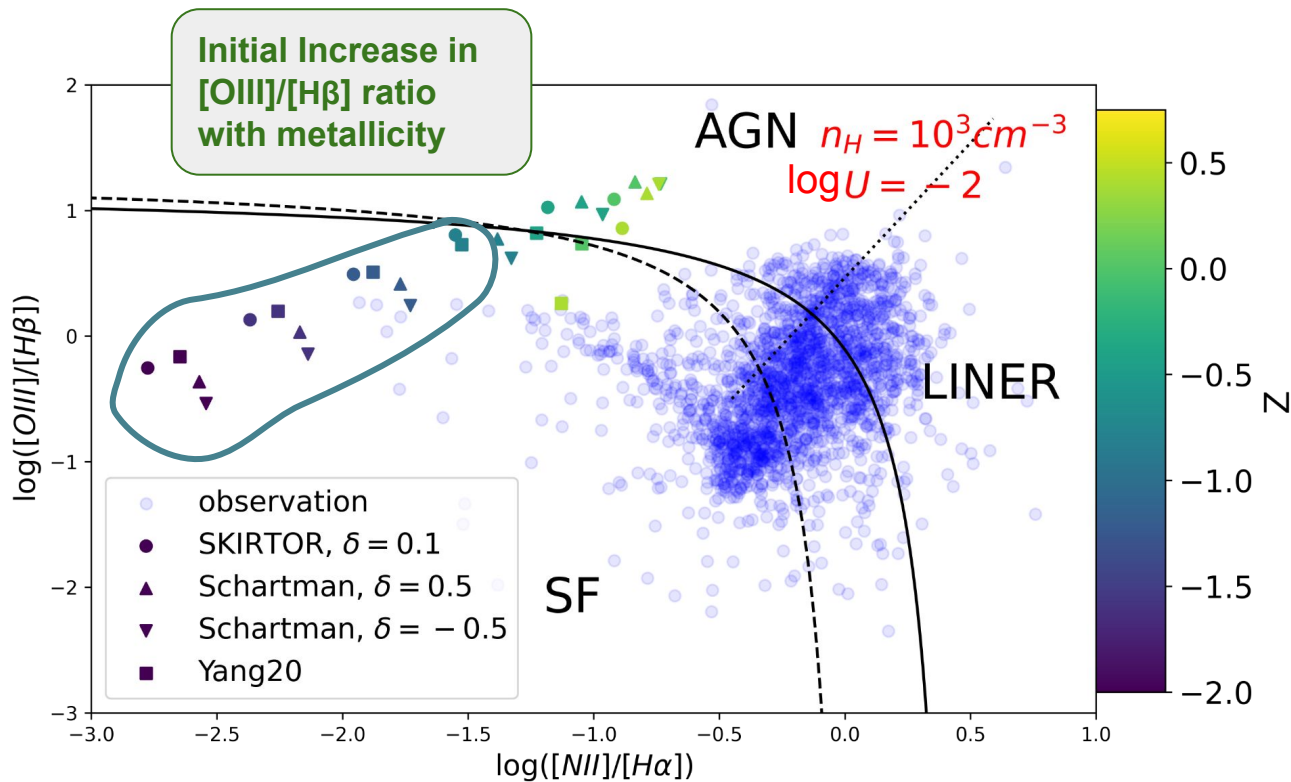 Initial Increase in
[OIII]/[Hβ] ratio
with metallicity
AGN
n_H = 10^3 cm^{-3}
logU = −2
LINER
SF
observation
SKIRTOR, δ = 0.1
Schartman, δ = 0.5
Schartman, δ = − 0.5
Yang20
log([OIII]/[Hβ])
2
1
0
−1
−2
−3
−3.0
−2.5
−2.0
−1.5
−1.0
−0.5
0.0
0.5
1.0
log([NII]/[Hα])
0.5
0.0
−0.5
−1.0
−1.5
−2.0
Z